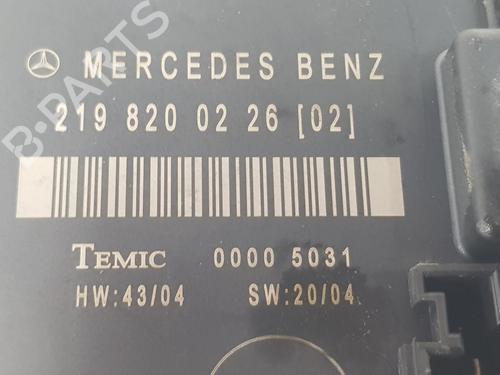 MERCEDES BENZ
219 820 02 26 [02]
TEMIC 0000 5031
HW:43/04 SW:20/04
B-PARTS